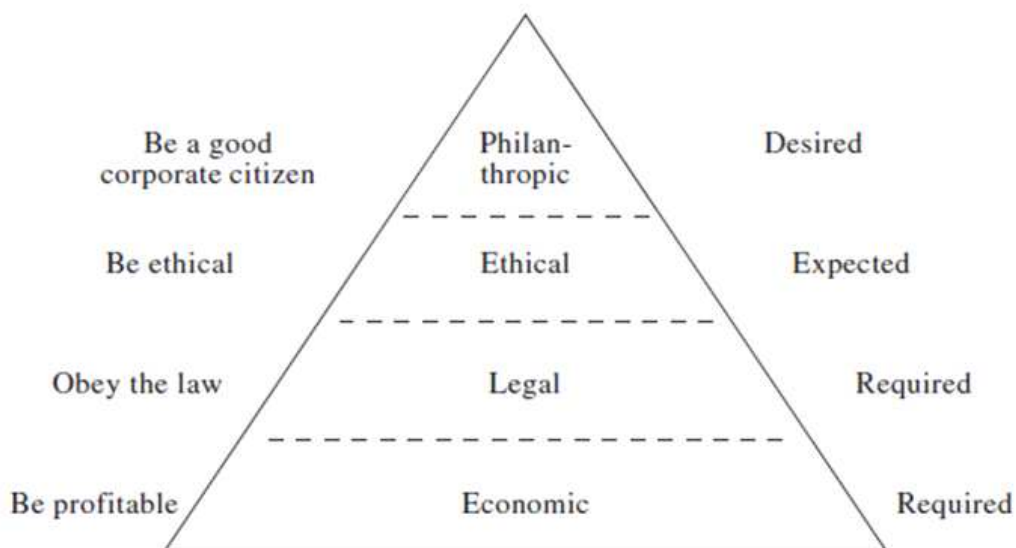 Be a good
corporate citizen
Philan-
thropic
Desired
Be ethical
Ethical
Expected
Obey the law
Legal
Required
Be profitable
Economic
Required